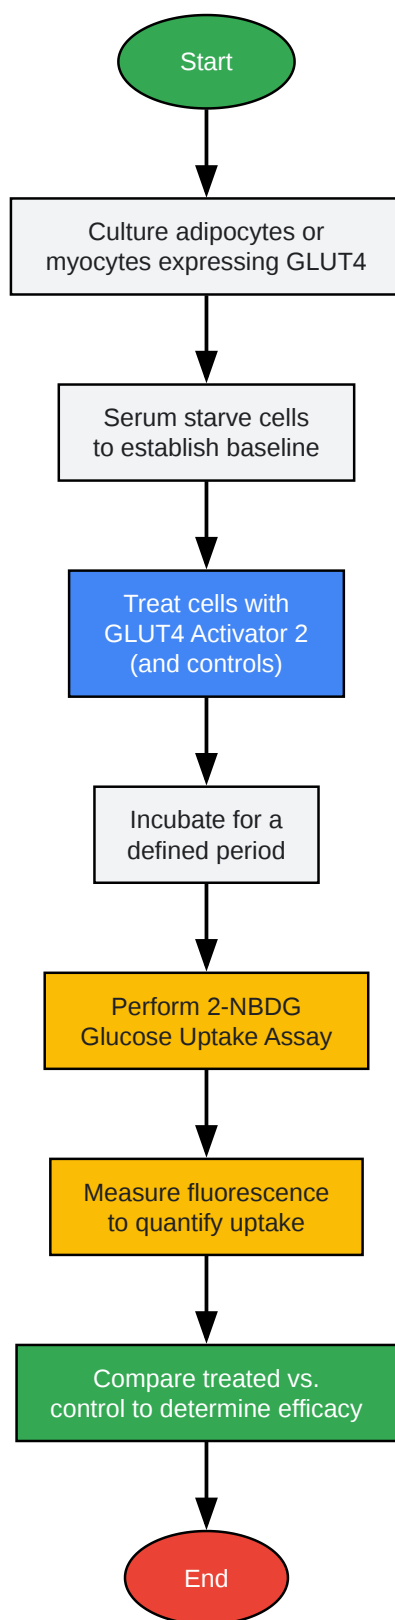 Start
Culture adipocytes or
myocytes expressing GLUT4
Serum starve cells
to establish baseline
Treat cells with
GLUT4 Activator 2
(and controls)
Incubate for a
defined period
Perform 2-NBDG
Glucose Uptake Assay
Measure fluorescence
to quantify uptake
Compare treated vs.
control to determine efficacy
End